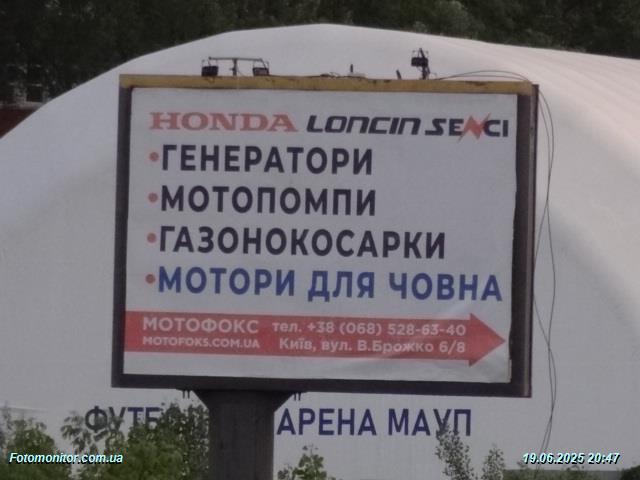 HONDA LONCIN SENCI
•ГЕНЕРАТОРИ
•МОТОПОМПИ
•ГАЗОНОКОСАРКИ
•МОТОРИ ДЛЯ ЧОВНА
МОТОФОКС тел. +38 (068) 528-63-40
MOTOFOKS.COM.UA Київ, вул. В.Брожко 6/8
АРЕНА МАУП
Fotomonitor.com.ua 19.06.2025 20:47